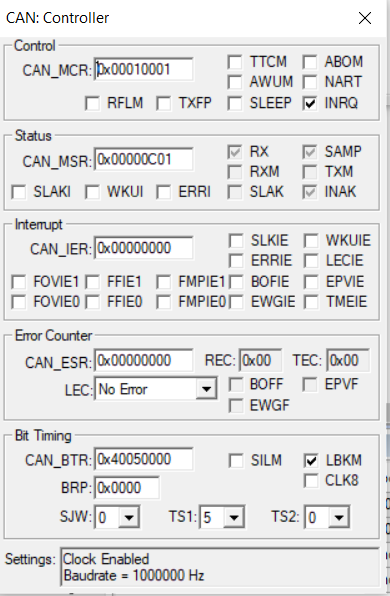 CAN: Controller
Control
CAN_MCR: 0x00010001 TTCM ABOM
AWUM NART
RFLM TXFP SLEEP INRQ
Status
CAN_MSR: 0x00000C01 RX SAMP
RXM TXM
SLAKI WKUI ERRI SLAK INAK
Interrupt
CAN_IER: 0x00000000 SLKIE WKUIE
ERRIE LECIE
FOVIE1 FFIE1 FMPIE1 BOFIE EPVIE
FOVIE0 FFIE0 FMPIE0 EWGIE TMEIE
Error Counter
CAN_ESR: 0x00000000 REC: 0x00 TEC: 0x00
LEC: No Error BOFF EPVF
EWGF
Bit Timing
CAN_BTR: 0x40050000 SILM LBKM
BRP: 0x0000 CLK8
SJW: 0 TS1: 5 TS2: 0
Settings: Clock Enabled
Baudrate = 1000000 Hz